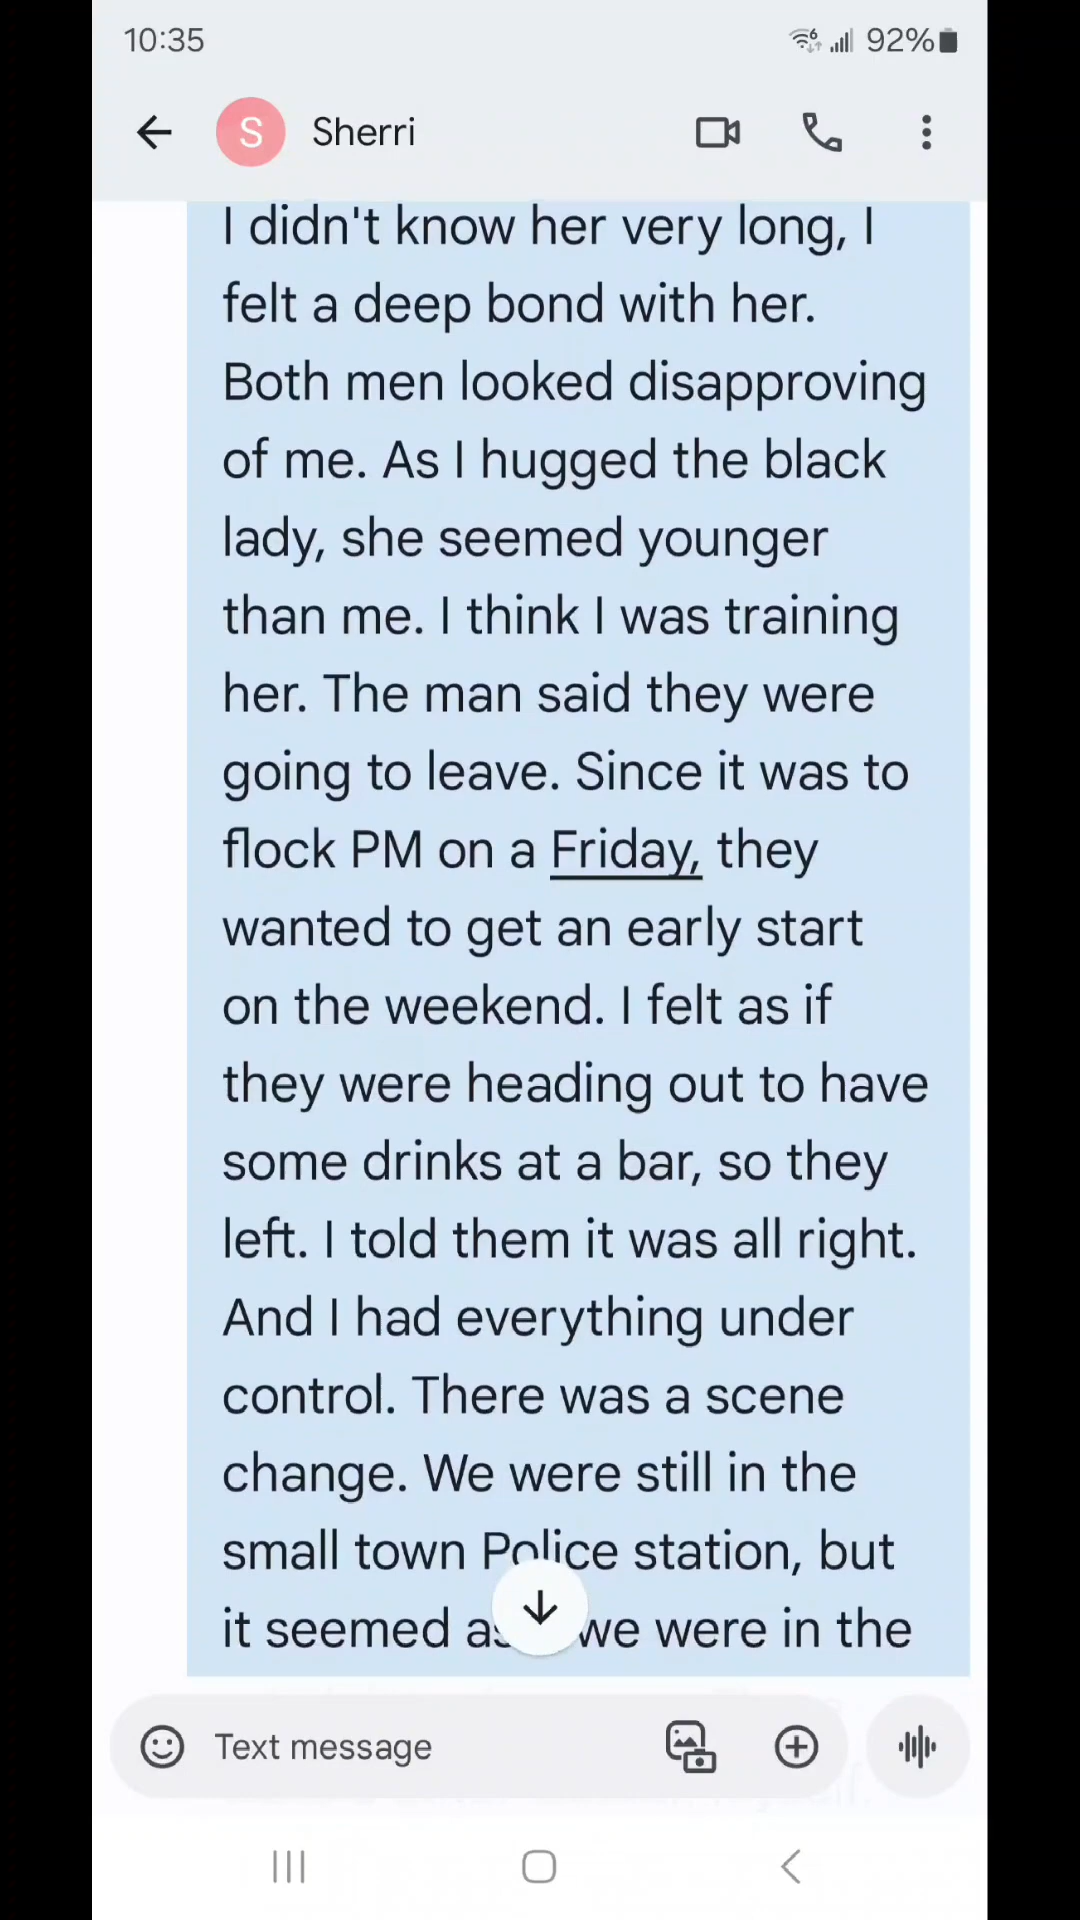 10:35
6
92%
S
Sherri
I didn't know her very long, I
felt a deep bond with her.
Both men looked disapproving
of me. As I hugged the black
lady, she seemed younger
than me. I think I was training
her. The man said they were
going to leave. Since it was to
flock PM on a Friday, they
wanted to get an early start
on the weekend. I felt as if
they were heading out to have
some drinks at a bar, so they
left. I told them it was all right.
And I had everything under
control. There was a scene
change. We were still in the
small town Police station, but
it seemed we were in the
Text message